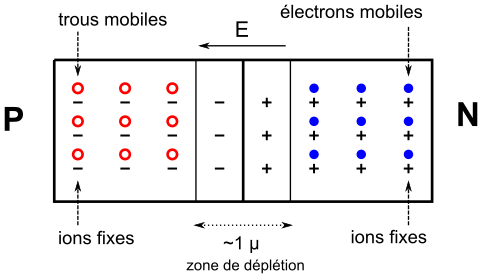 trous mobiles
électrons mobiles
E
P
N
− − − − + + + +
− − − − + + + +
− − − − + + + +
ions fixes
ions fixes
~1 µ
zone de déplétion